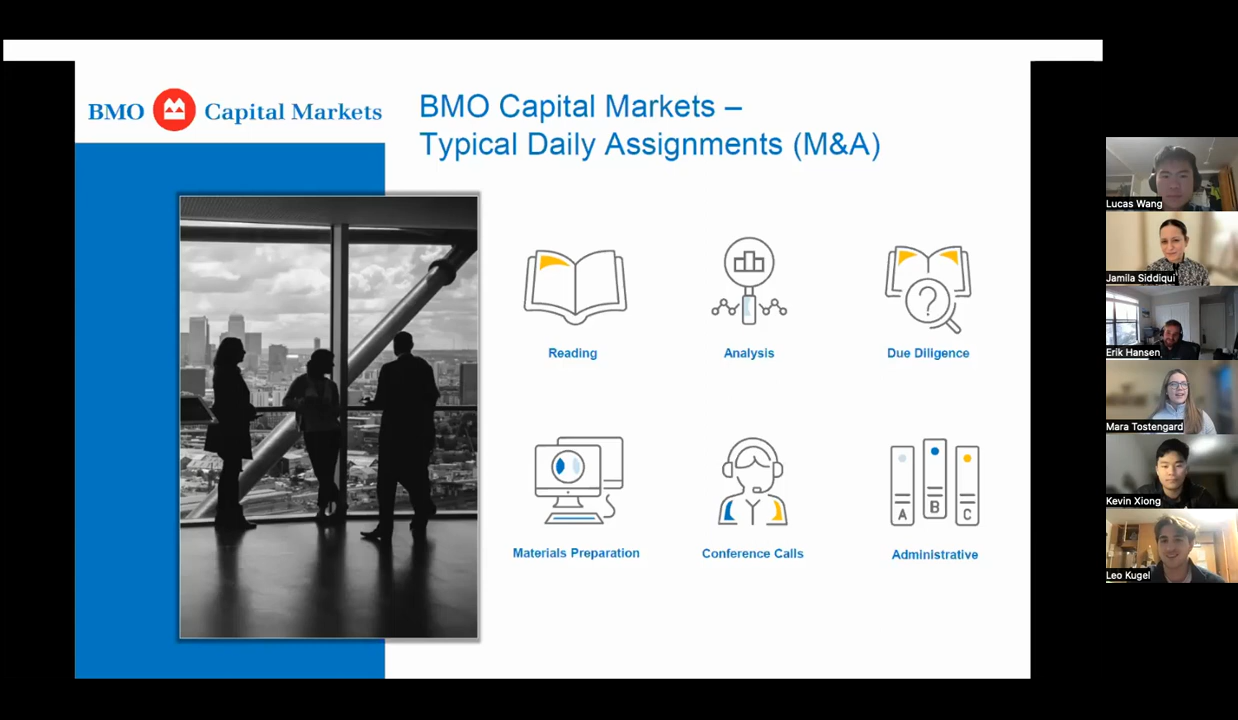 BMO Capital Markets
BMO Capital Markets –
Typical Daily Assignments (M&A)
Reading
Analysis
Due Diligence
Materials Preparation
Conference Calls
A B C
Administrative
Lucas Wang
Jamila Siddiqui
Erik Hansen
Mara Tostengard
Kevin Xiong
Leo Kugel